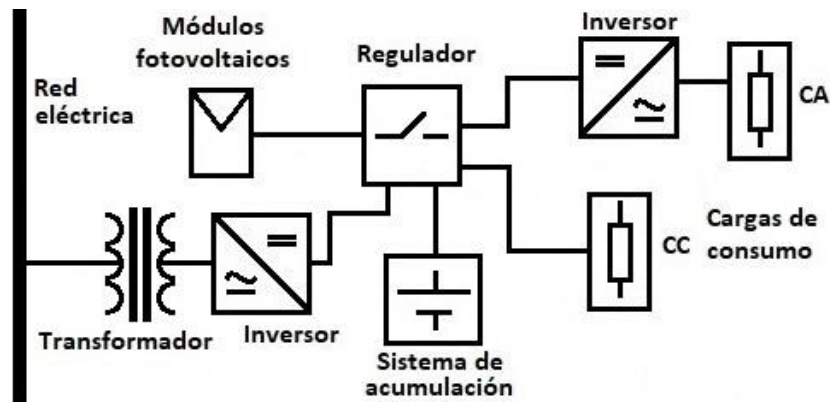 Módulos
fotovoltaicos
Regulador
Inversor
Red
eléctrica
CA
CC
Cargas de
consumo
Transformador
Inversor
Sistema de
acumulación